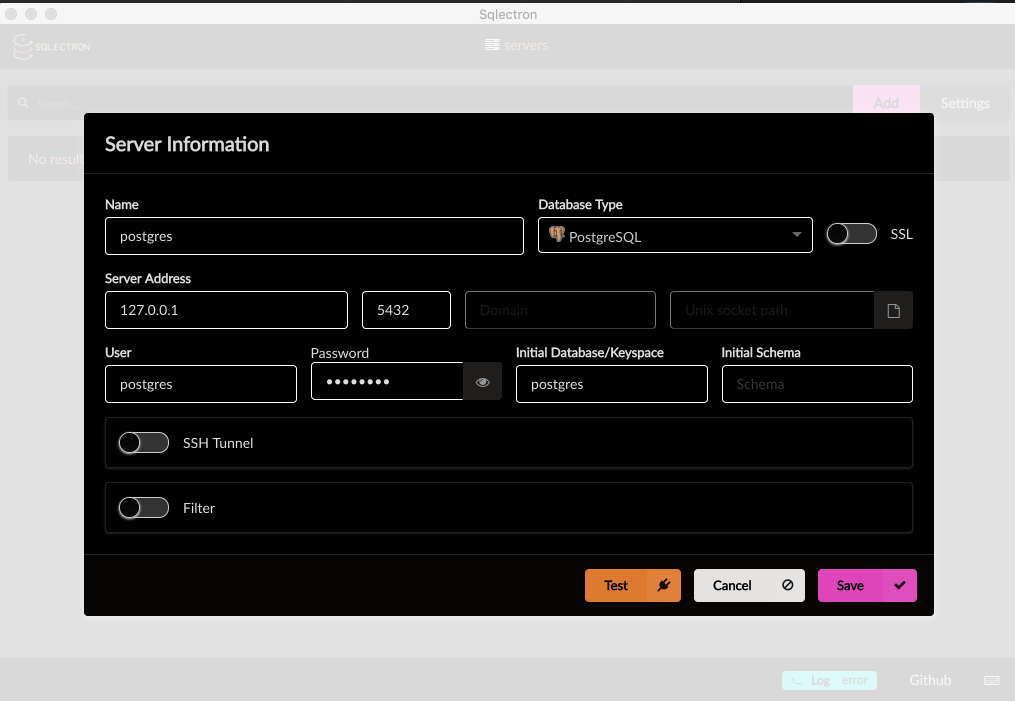 Sqlectron
SQLECTRON
servers
Search...
Add
Settings
No result
Server Information
Name
Database Type
postgres
PostgreSQL
SSL
Server Address
127.0.0.1
5432
Domain
Unix socket path
User
Password
Initial Database/Keyspace
Initial Schema
postgres
••••••••
postgres
Schema
SSH Tunnel
Filter
Test
Cancel
Save
>_ Log error
Github